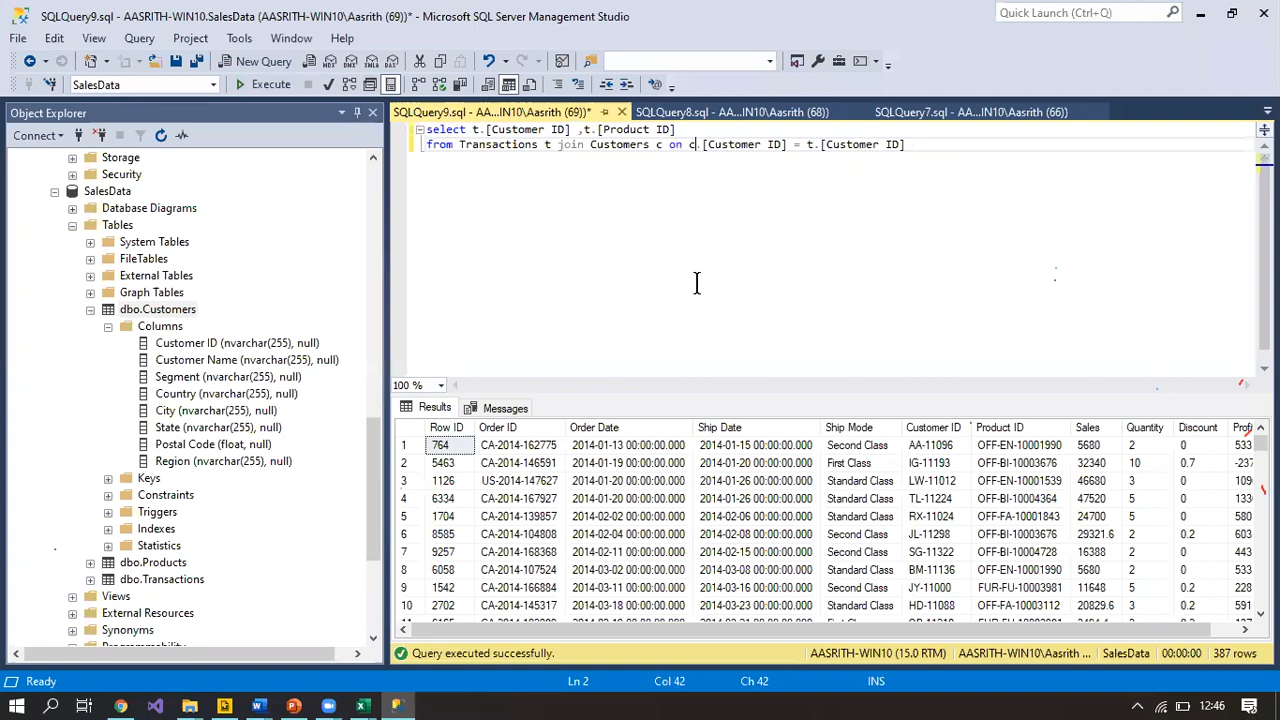 SQLQuery9.sql - AASRITH-WIN10.SalesData (AASRITH-WIN10\Aasrith (69))* - Microsoft SQL Server Management Studio
Quick Launch (Ctrl+Q)
File Edit View Query Project Tools Window Help
New Query
SalesData Execute
Object Explorer
SQLQuery9.sql - AA...IN10\Aasrith (69))* SQLQuery8.sql - AA...IN10\Aasrith (68)) SQLQuery7.sql - AA...IN10\Aasrith (66))
Connect
Storage
Security
SalesData
Database Diagrams
Tables
System Tables
FileTables
External Tables
Graph Tables
dbo.Customers
Columns
Customer ID (nvarchar(255), null)
Customer Name (nvarchar(255), null)
Segment (nvarchar(255), null)
Country (nvarchar(255), null)
City (nvarchar(255), null)
State (nvarchar(255), null)
Postal Code (float, null)
Region (nvarchar(255), null)
Keys
Constraints
Triggers
Indexes
Statistics
dbo.Products
dbo.Transactions
Views
External Resources
Synonyms
select t.[Customer ID] ,t.[Product ID]
from Transactions t join Customers c on c.[Customer ID] = t.[Customer ID]
100 %
Results Messages
Row ID Order ID Order Date Ship Date Ship Mode Customer ID Product ID Sales Quantity Discount
1 764 CA-2014-162775 2014-01-13 00:00:00.000 2014-01-15 00:00:00.000 Second Class AA-11096 OFF-EN-10001990 5680 2 0 533
2 5463 CA-2014-146591 2014-01-19 00:00:00.000 2014-01-20 00:00:00.000 First Class IG-11193 OFF-BI-10003676 32340 10 0.7 -237
3 1126 US-2014-147627 2014-01-20 00:00:00.000 2014-01-26 00:00:00.000 Standard Class LW-11012 OFF-EN-10001539 46680 3 0 109
4 6334 CA-2014-167927 2014-01-20 00:00:00.000 2014-01-26 00:00:00.000 Standard Class TL-11224 OFF-BI-10004364 47520 5 0 133
5 1704 CA-2014-139857 2014-02-02 00:00:00.000 2014-02-06 00:00:00.000 Standard Class RX-11024 OFF-FA-10001843 24700 5 0 580
6 8585 CA-2014-104808 2014-02-04 00:00:00.000 2014-02-08 00:00:00.000 Second Class JL-11298 OFF-BI-10003676 29321.6 2 0.2 603
7 9257 CA-2014-168368 2014-02-11 00:00:00.000 2014-02-15 00:00:00.000 Second Class SG-11322 OFF-BI-10004728 16388 2 0 443
8 6058 CA-2014-107524 2014-03-02 00:00:00.000 2014-03-08 00:00:00.000 Standard Class BM-11136 OFF-EN-10001990 5680 2 0 533
9 1542 CA-2014-166884 2014-03-11 00:00:00.000 2014-03-16 00:00:00.000 Second Class JY-11000 FUR-FU-10003981 11648 5 0.2 228
10 2702 CA-2014-145317 2014-03-18 00:00:00.000 2014-03-23 00:00:00.000 Standard Class HD-11088 OFF-FA-10003112 20829.6 3 0.2 591
Query executed successfully. AASRITH-WIN10 (15.0 RTM) AASRITH-WIN10\Aasrith ... SalesData 00:00:00 387 rows
Ready Ln 2 Col 42 Ch 42 INS
12:46